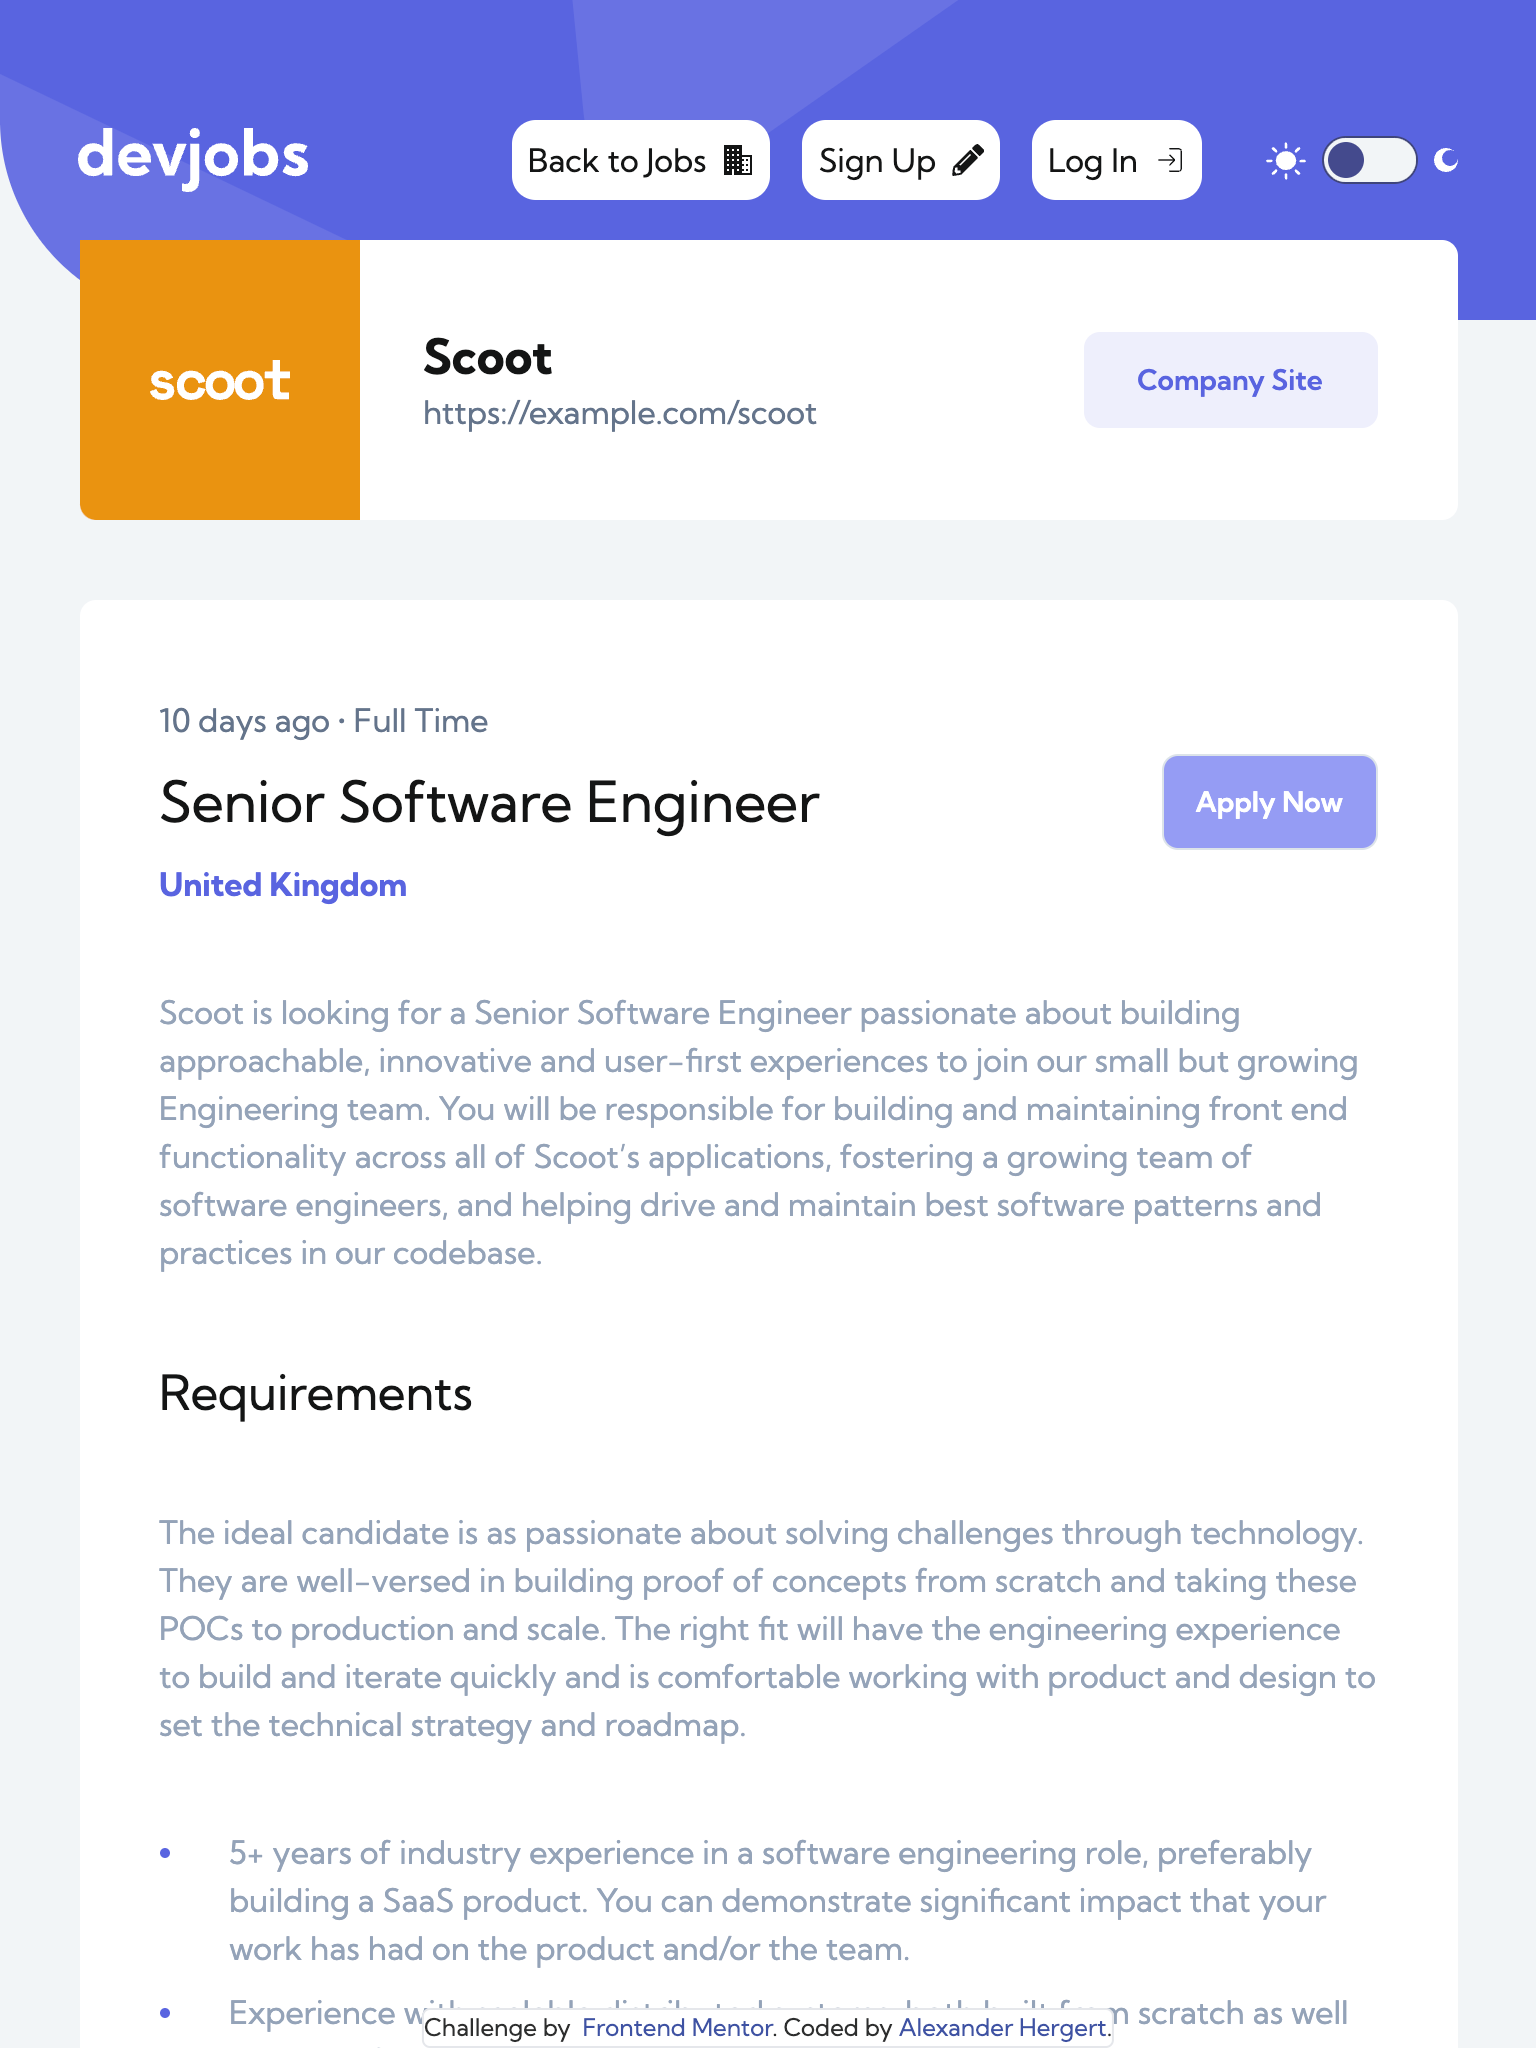 devjobs
Back to Jobs
Sign Up
Log In
scoot
Scoot
https://example.com/scoot
Company Site
10 days ago • Full Time
Senior Software Engineer
Apply Now
United Kingdom
Scoot is looking for a Senior Software Engineer passionate about building
approachable, innovative and user-first experiences to join our small but growing
Engineering team. You will be responsible for building and maintaining front end
functionality across all of Scoot’s applications, fostering a growing team of
software engineers, and helping drive and maintain best software patterns and
practices in our codebase.
Requirements
The ideal candidate is as passionate about solving challenges through technology.
They are well-versed in building proof of concepts from scratch and taking these
POCs to production and scale. The right fit will have the engineering experience
to build and iterate quickly and is comfortable working with product and design to
set the technical strategy and roadmap.
• 5+ years of industry experience in a software engineering role, preferably
building a SaaS product. You can demonstrate significant impact that your
work has had on the product and/or the team.
• Experience scratch as well
Challenge by Frontend Mentor. Coded by Alexander Hergert.